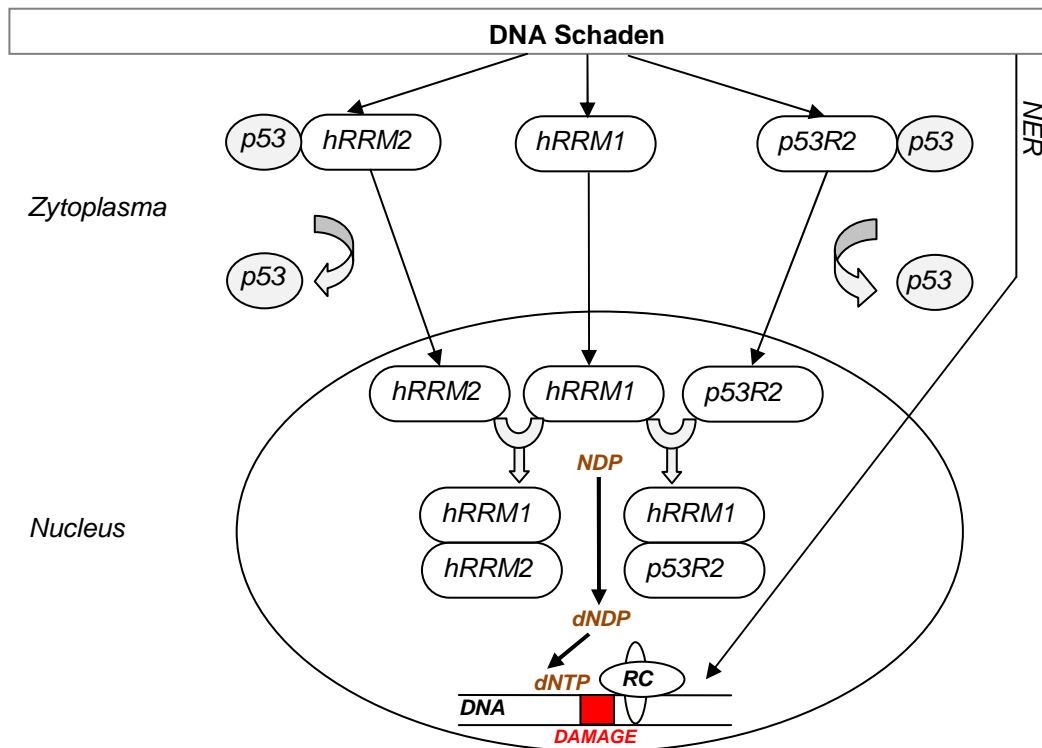 DNA Schaden
NER
p53 hRRM2 hRRM1 p53R2 p53
Zytoplasma
p53 p53
hRRM2 hRRM1 p53R2
NDP
hRRM1 hRRM1
Nucleus
hRRM2 p53R2
dNDP
dNTP RC
DNA
DAMAGE